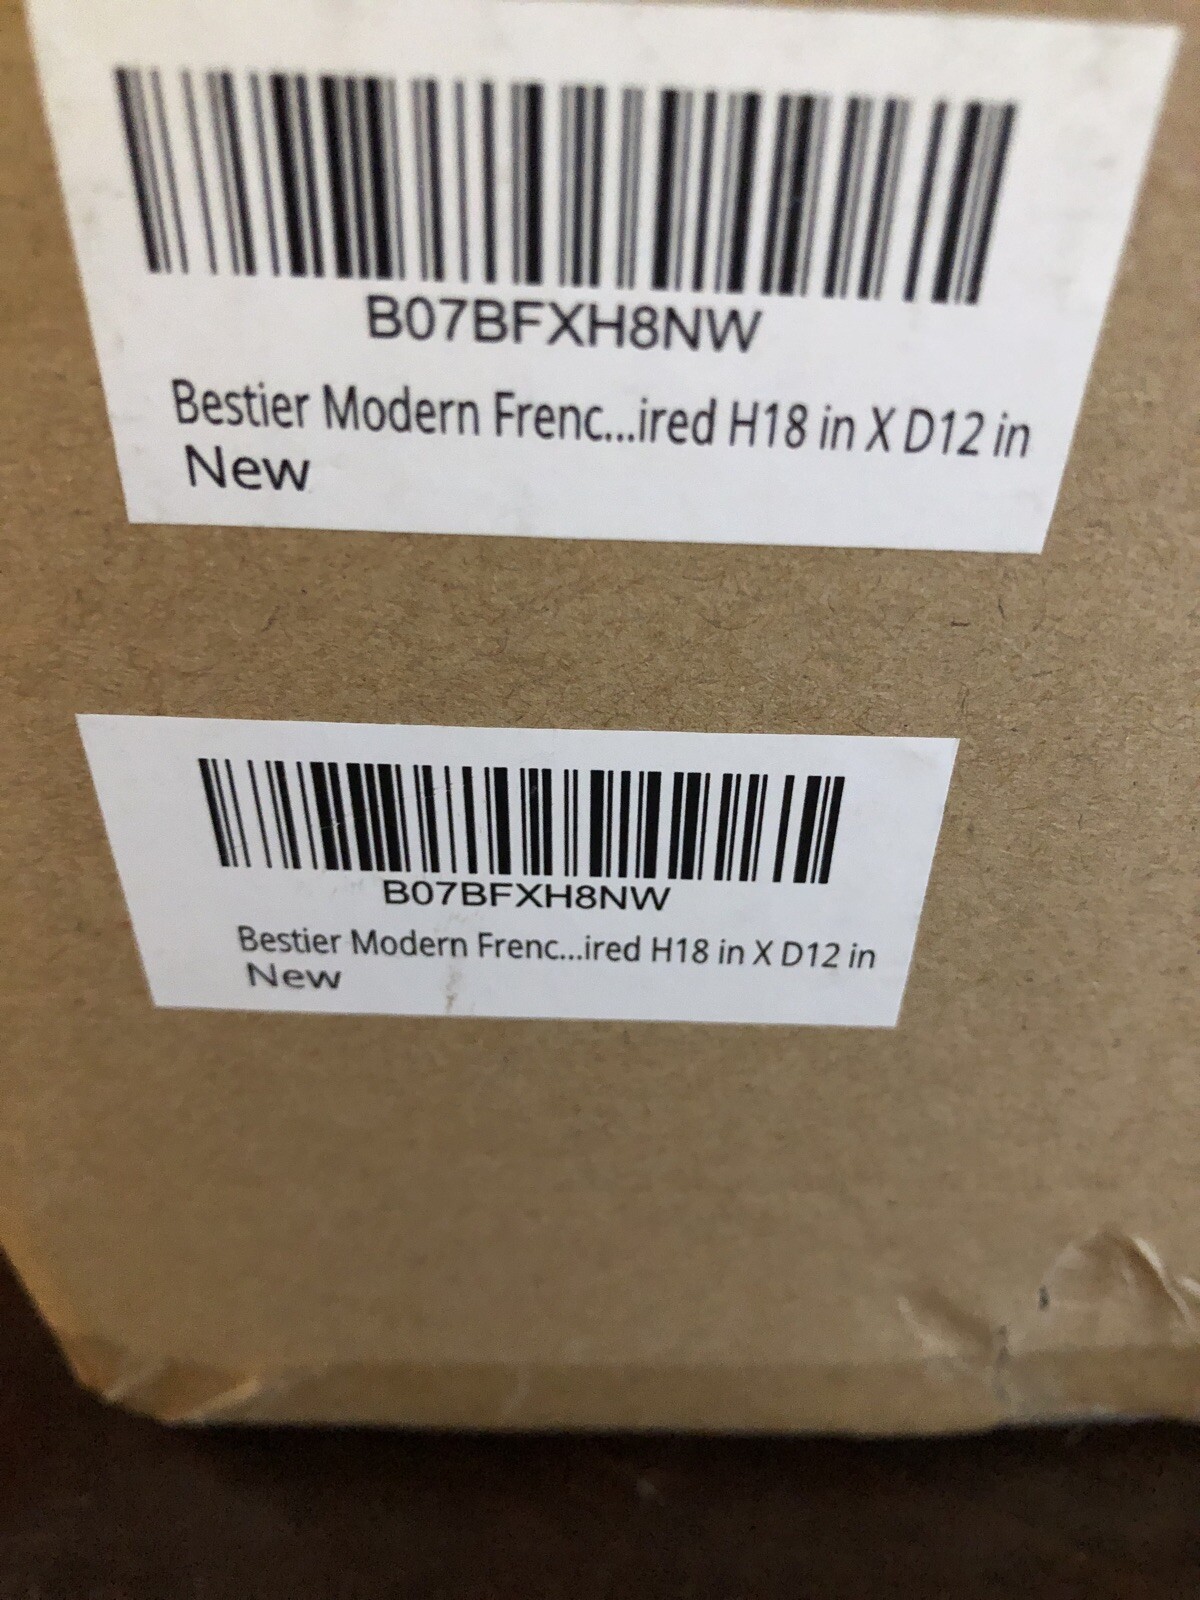 B07BFXH8NW
Bestier Modern Frenc...ired H18 in X D12 in
New
B07BFXH8NW
Bestier Modern Frenc...ired H18 in X D12 in
New